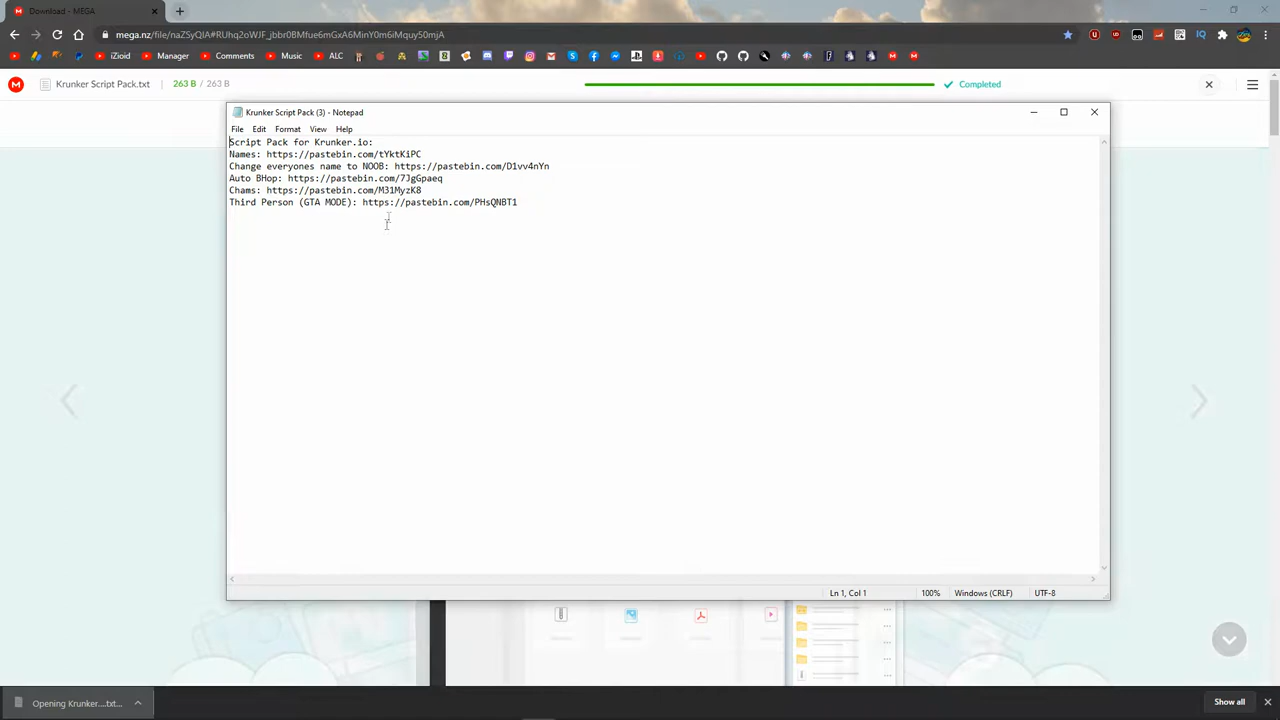 Download - MEGA
mega.nz/file/naZSyQIA#RUhq2oWJF_jbbr0BMfue6mGxA6MinY0m6iMquyS0mjA
iZioid
Manager
Comments
Music
ALC
Krunker Script Pack.txt
263 B / 263 B
Completed
Krunker Script Pack (3) - Notepad
File Edit Format View Help
Script Pack for Krunker.io:
Names: https://pastebin.com/tYktKiPC
Change everyones name to NOOB: https://pastebin.com/D1vv4nYn
Auto BHop: https://pastebin.com/7JgGpaeq
Chams: https://pastebin.com/M31MyzK8
Third Person (GTA MODE): https://pastebin.com/PHsQNBT1
Ln 1, Col 1
100%
Windows (CRLF)
UTF-8
Opening Krunker....txt...
Show all